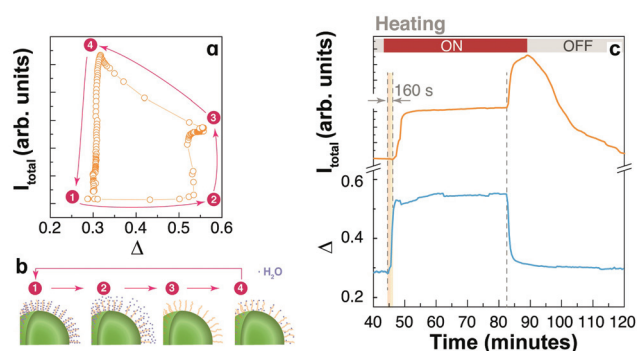 a
I_total (arb. units)
4
3
1
2
0.2 0.3 0.4 0.5 0.6
Δ
b
· H₂O
1 2 3 4
Heating
ON OFF
c
160 s
I_total (arb. units)
0.6
0.4
0.2
Δ
40 50 60 70 80 90 100 110 120
Time (minutes)